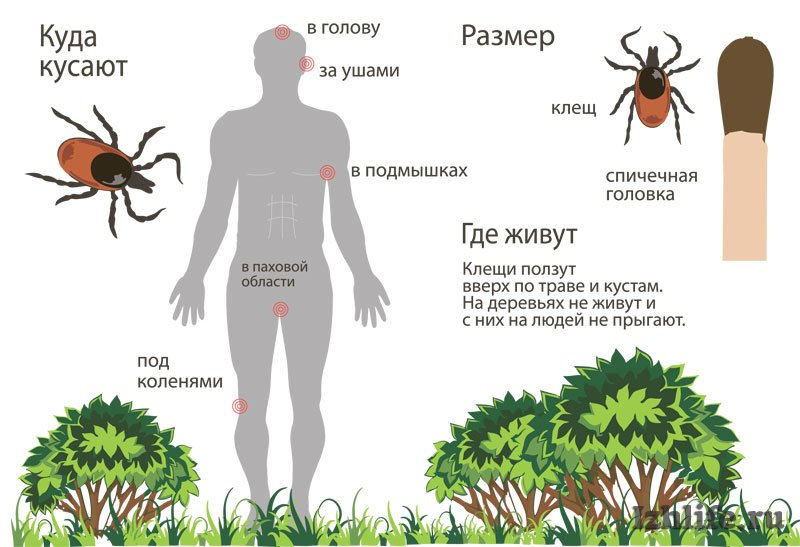 Куда
кусают
в голову
за ушами
в подмышках
в паховой
области
под
коленями
Размер
клещ
спичечная
головка
Где живут
Клещи ползут
вверх по траве и кустам.
На деревьях не живут и
с них на людей не прыгают.
Izhlife.ru